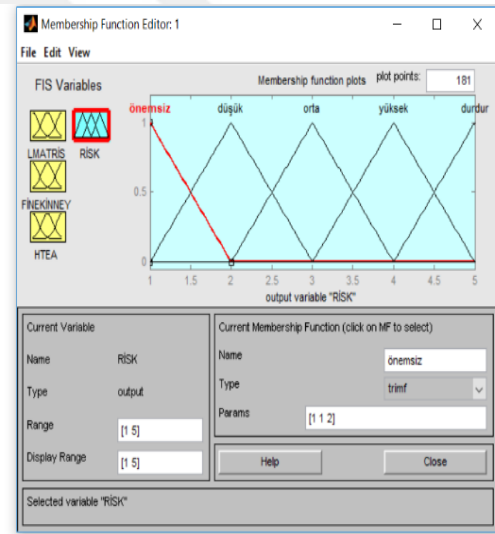 Membership Function Editor: 1
File Edit View
FIS Variables
LMATRİS
RİSK
FİNEKİNNEY
HTEA
Membership function plots
plot points:
181
önemsiz
düşük
orta
yüksek
durdur
1
0.5
0
1 1.5 2 2.5 3 3.5 4 4.5 5
output variable "RİSK"
Current Variable
Name RİSK
Type output
Range [1 5]
Display Range [1 5]
Current Membership Function (click on MF to select)
Name önemsiz
Type trimf
Params [1 1 2]
Help
Close
Selected variable "RİSK"